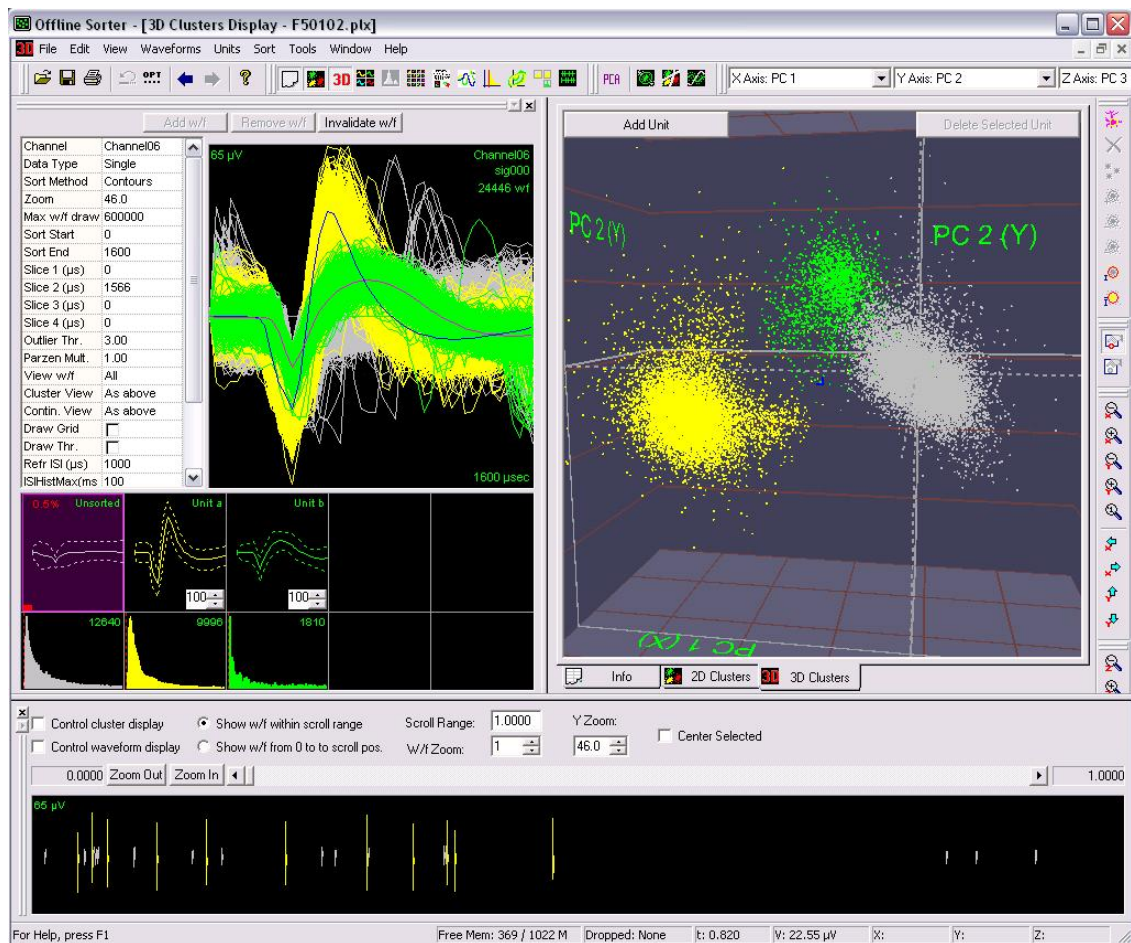 Offline Sorter - [3D Clusters Display - F50102.plx]
3D File Edit View Waveforms Units Sort Tools Window Help
OPT ? 3D PCA X Axis: PC 1 Y Axis: PC 2 Z Axis: PC 3
Add w/f Remove w/f Invalidate w/f
Channel Channel06
Data Type Single
Sort Method Contours
Zoom 46.0
Max w/f draw 600000
Sort Start 0
Sort End 1600
Slice 1 (µs) 0
Slice 2 (µs) 1566
Slice 3 (µs) 0
Slice 4 (µs) 0
Outlier Thr. 3.00
Parzen Mult. 1.00
View w/f All
Cluster View As above
Contin. View As above
Draw Grid
Draw Thr.
Refr ISI (µs) 1000
ISIHistMax(ms 100
65 µV
Channel06
sig000
24446 wf
1600 µsec
0.5% Unsorted
Unit a
100
Unit b
100
12640
9996
1810
Add Unit
Delete Selected Unit
PC 2 (Y)
PC 2 (Y)
PC 1 (X)
Info 2D Clusters 3D 3D Clusters
Control cluster display Show w/f within scroll range Scroll Range: 1.0000 Y Zoom:
Control waveform display Show w/f from 0 to to scroll pos. W/f Zoom: 1 46.0 Center Selected
0.0000 Zoom Out Zoom In 1.0000
65 µV
For Help, press F1 Free Mem: 369 / 1022 M Dropped: None t: 0.820 V: 22.55 µV X: Y: Z: